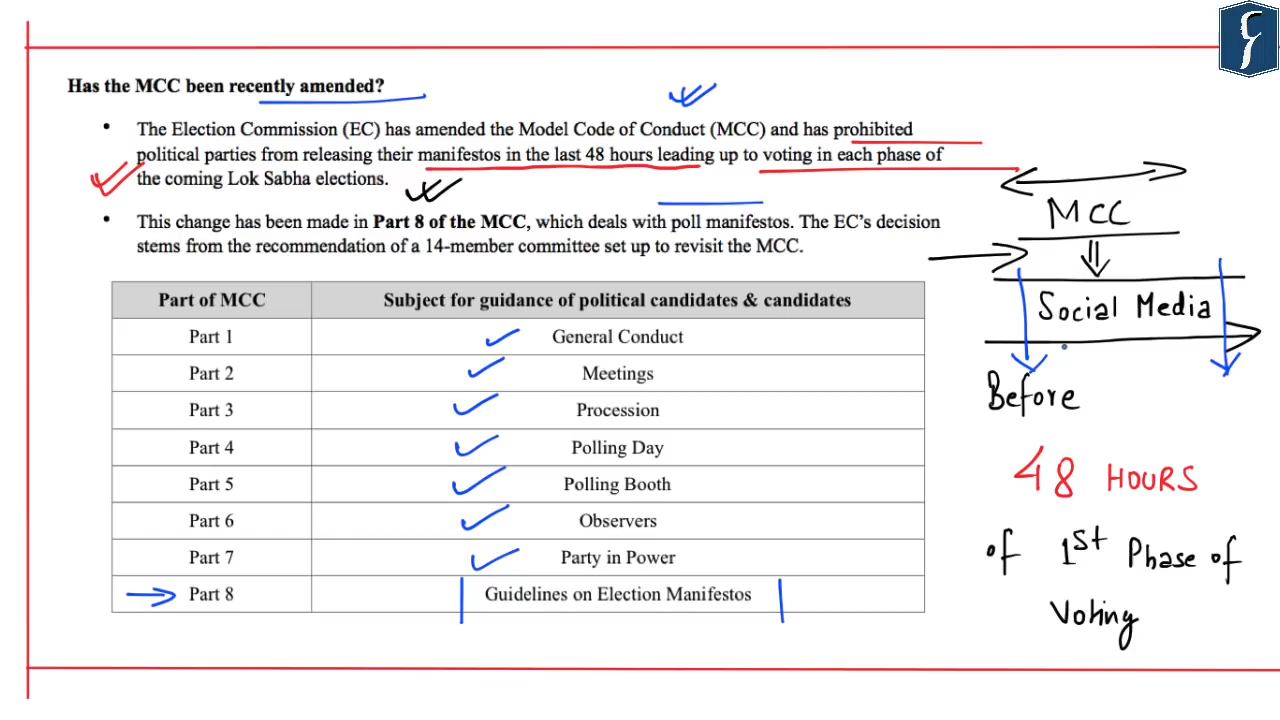 Has the MCC been recently amended?
• The Election Commission (EC) has amended the Model Code of Conduct (MCC) and has prohibited
political parties from releasing their manifestos in the last 48 hours leading up to voting in each phase of
the coming Lok Sabha elections.
• This change has been made in Part 8 of the MCC, which deals with poll manifestos. The EC's decision
stems from the recommendation of a 14-member committee set up to revisit the MCC.
Part of MCC Subject for guidance of political candidates & candidates
Part 1 General Conduct
Part 2 Meetings
Part 3 Procession
Part 4 Polling Day
Part 5 Polling Booth
Part 6 Observers
Part 7 Party in Power
Part 8 Guidelines on Election Manifestos
MCC
Social Media
Before
48 HOURS
of 1st Phase of
Voting